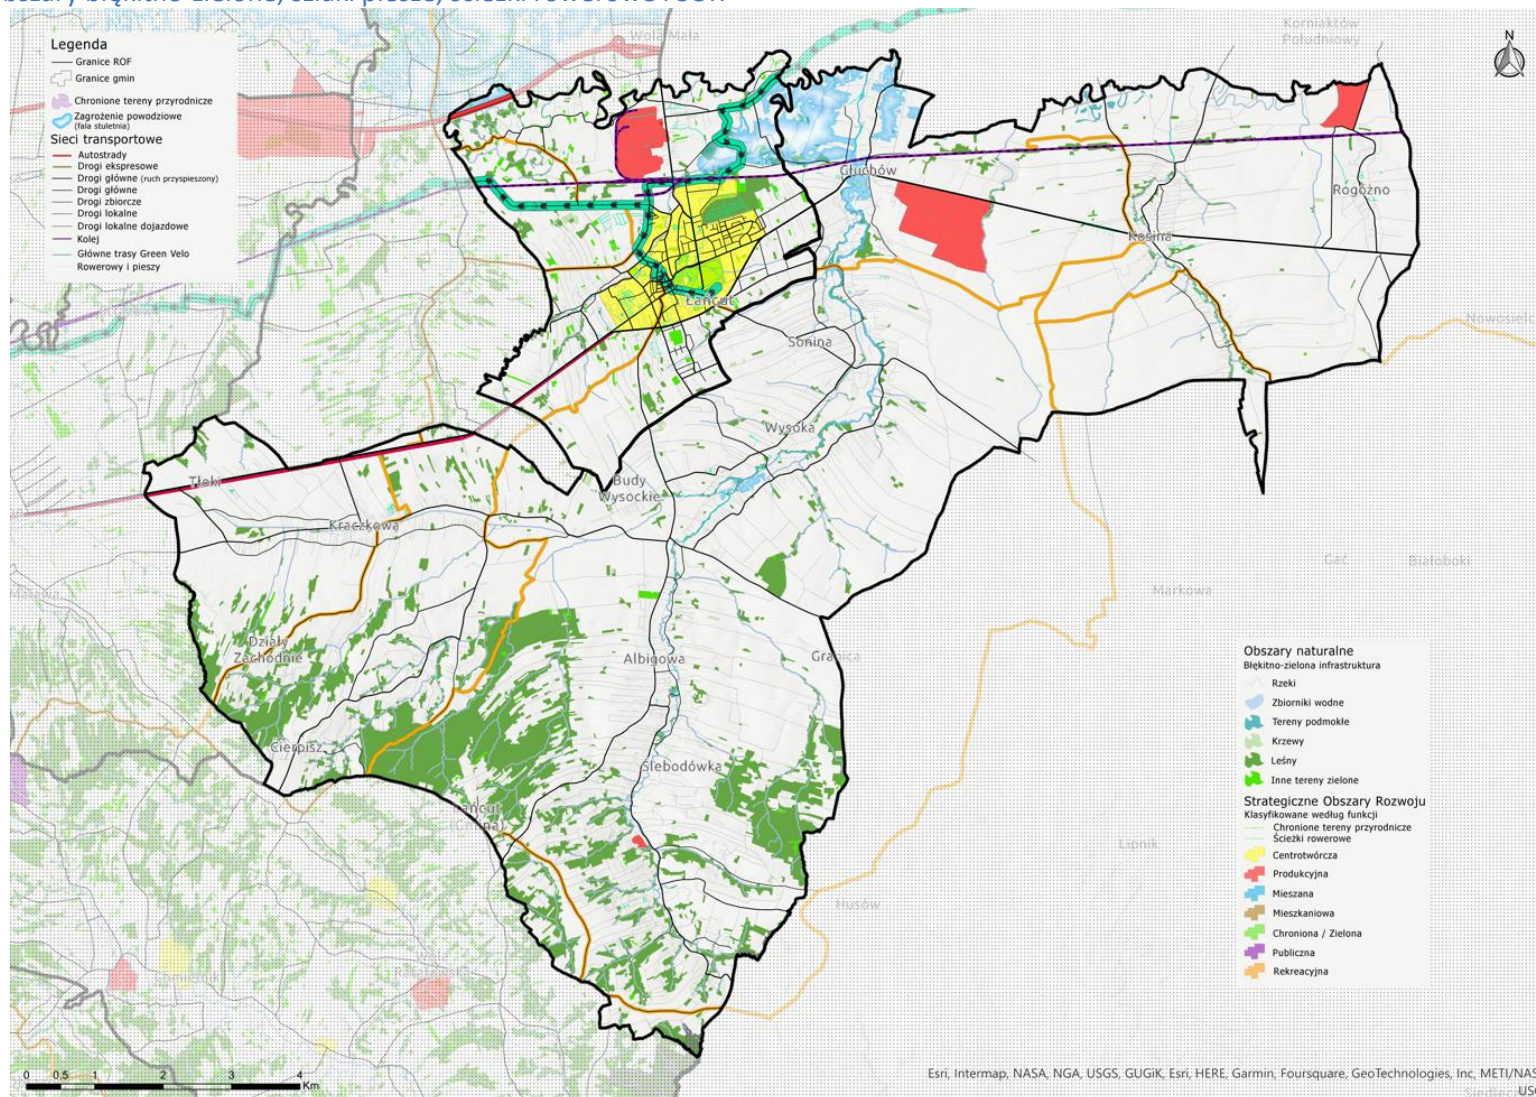 Legenda
Granice ROF
Granice gmin
Chronione tereny przyrodnicze
Zagrożenie powodziowe
(fala stuletnia)
Sieci transportowe
Autostrady
Drogi ekspresowe
Drogi główne (ruch przyspieszony)
Drogi główne
Drogi zbiorcze
Drogi lokalne
Drogi lokalne dojazdowe
Kolej
Główne trasy Green Velo
Rowerowy i pieszy
Wola Mała
Korniaktów
Południowy
N
Głuchów
Rogóżno
Kosina
Łańcut
Sonina
Nowosielce
Wysoka
Tłoki
Budy
Wysockie
Kraczkowa
Gać
Białoboki
Markowa
Działy
Zachodnie
Albigowa
Granica
Cierpisz
Ślebodówka
Łańcut
Lipnik
Husów
Obszary naturalne
Błękitno-zielona infrastruktura
Rzeki
Zbiorniki wodne
Tereny podmokłe
Krzewy
Leśny
Inne tereny zielone
Strategiczne Obszary Rozwoju
Klasyfikowane według funkcji
Chronione tereny przyrodnicze
Ścieżki rowerowe
Centrotwórcza
Produkcyjna
Mieszana
Mieszkaniowa
Chroniona / Zielona
Publiczna
Rekreacyjna
0 0.5 1 2 3 4 Km
Esri, Intermap, NASA, NGA, USGS, GUGiK, Esri, HERE, Garmin, Foursquare, GeoTechnologies, Inc, METI/NAS